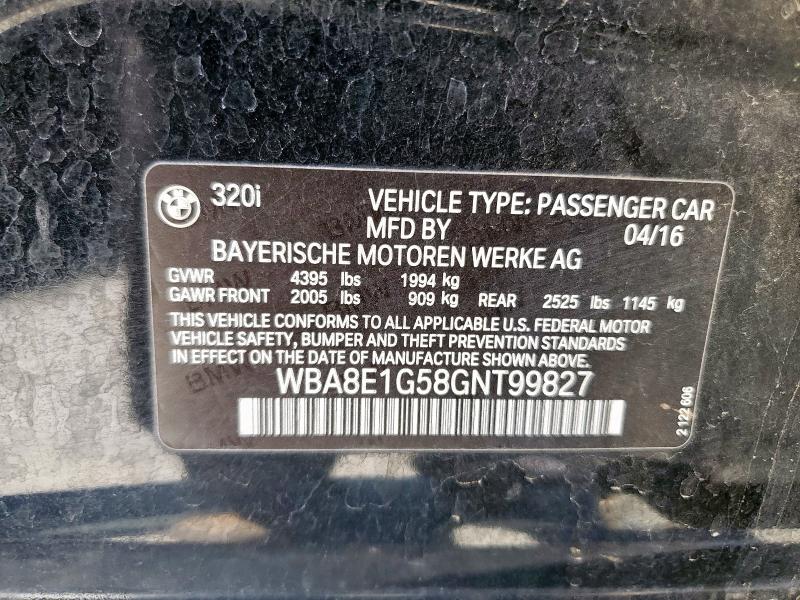 320i VEHICLE TYPE: PASSENGER CAR
MFD BY 04/16
BAYERISCHE MOTOREN WERKE AG
GVWR 4395 lbs 1994 kg
GAWR FRONT 2005 lbs 909 kg REAR 2525 lbs 1145 kg
THIS VEHICLE CONFORMS TO ALL APPLICABLE U.S. FEDERAL MOTOR
VEHICLE SAFETY, BUMPER AND THEFT PREVENTION STANDARDS
IN EFFECT ON THE DATE OF MANUFACTURE SHOWN ABOVE.
WBA8E1G58GNT99827
2 122 606